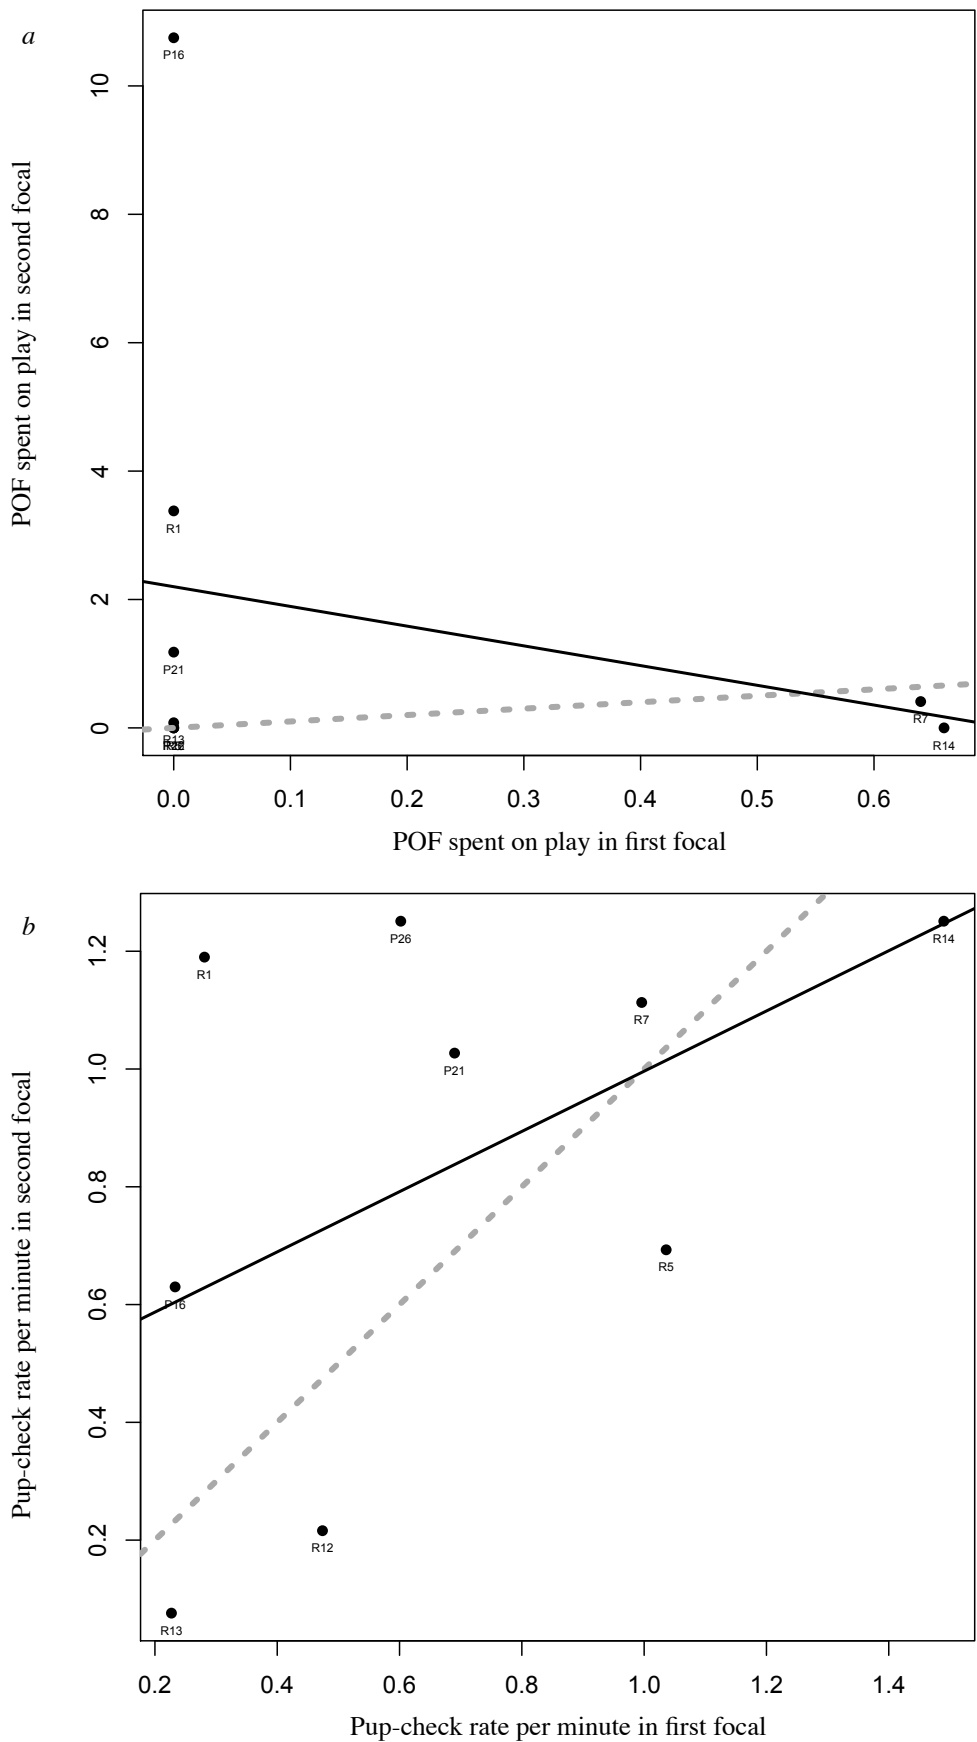 a
POF spent on play in second focal
10
8
6
4
2
0
P16
R1
P21
R13
R7
R14
0.0 0.1 0.2 0.3 0.4 0.5 0.6
POF spent on play in first focal
b
Pup-check rate per minute in second focal
1.2
1.0
0.8
0.6
0.4
0.2
P26
R14
R1
R7
P21
R5
P16
R12
R13
0.2 0.4 0.6 0.8 1.0 1.2 1.4
Pup-check rate per minute in first focal